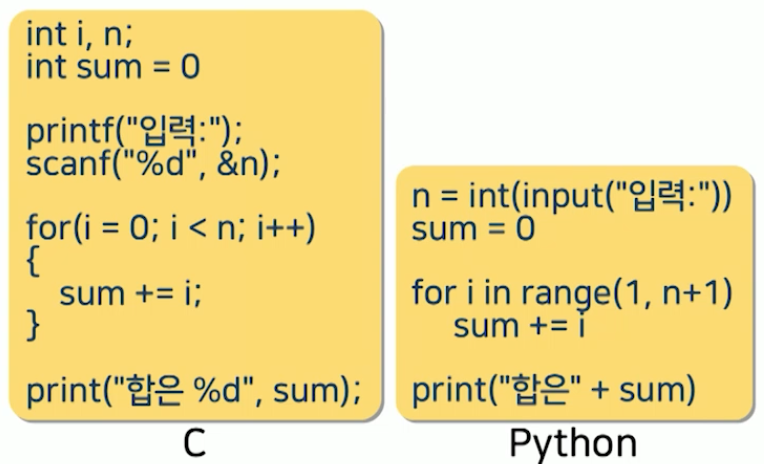 int i, n;
int sum = 0
printf("입력:");
scanf("%d", &n);
for(i = 0; i < n; i++)
{
sum += i;
}
print("합은 %d", sum);
C
n = int(input("입력:"))
sum = 0
for i in range(1, n+1)
sum += i
print("합은" + sum)
Python